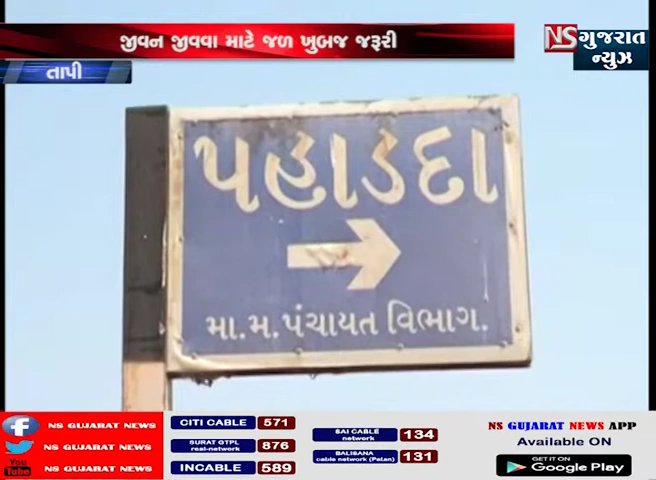 જીવન જીવવા માટે જળ ખુબજ જરૂરી
NS ગુજરાત
ન્યુઝ
તાપી
પહાડદા
મા.મ.પંચાયત વિભાગ.
NS GUJARAT NEWS
NS GUJARAT NEWS
You Tube NS GUJARAT NEWS
CITI CABLE 571
SURAT GTPL real-network 876
INCABLE 589
SAI CABLE network 134
BALISANA cable network (Patan) 131
NS GUJARAT NEWS APP
Available ON
GET IT ON
Google Play